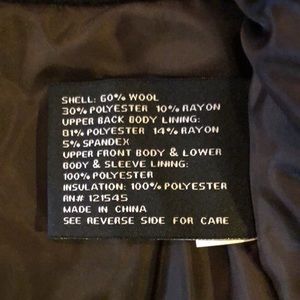 SHELL: 60% WOOL
30% POLYESTER 10% RAYON
UPPER BACK BODY LINING:
81% POLYESTER 14% RAYON
5% SPANDEX
UPPER FRONT BODY & LOWER
BODY & SLEEVE LINING:
100% POLYESTER
INSULATION: 100% POLYESTER
RN# 121545
MADE IN CHINA
SEE REVERSE SIDE FOR CARE